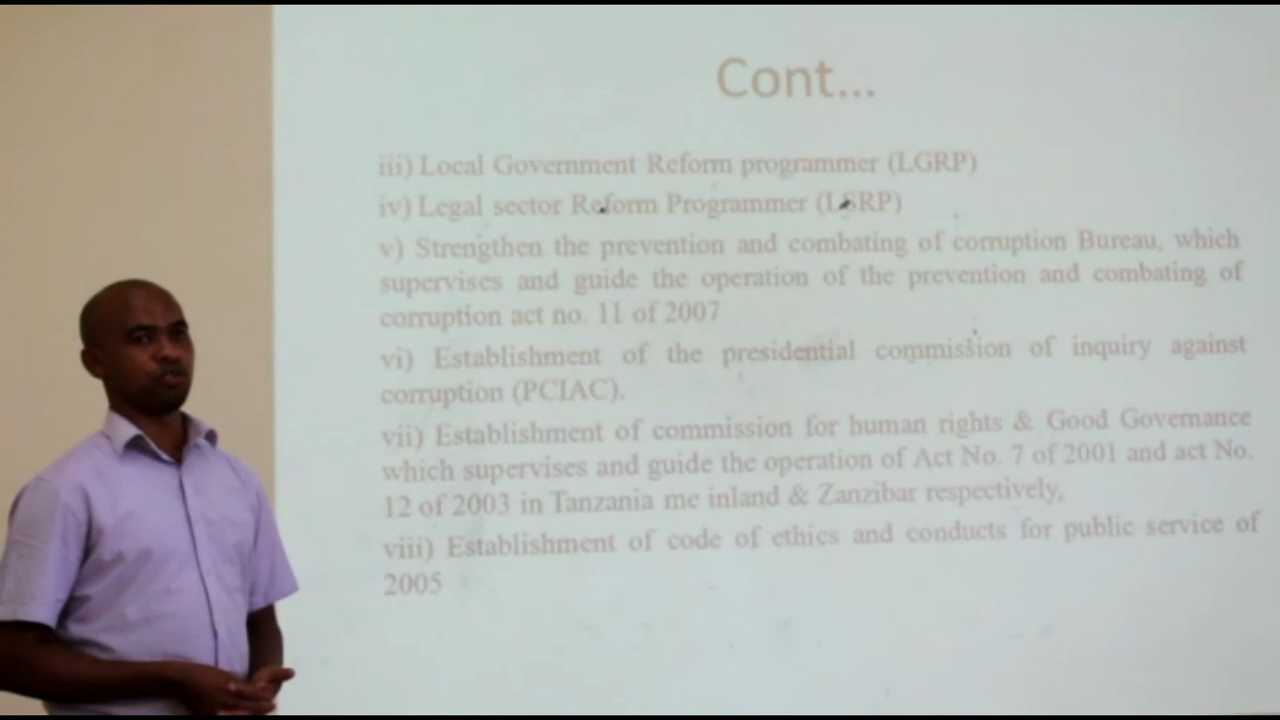 Cont...
iii) Local Government Reform programmer (LGRP)
iv) Legal sector Reform Programmer (LSRP)
v) Strengthen the prevention and combating of corruption Bureau, which
supervises and guide the operation of the prevention and combating of
corruption act no. 11 of 2007
vi) Establishment of the presidential commission of inquiry against
corruption (PCIAC).
vii) Establishment of commission for human rights & Good Governance
which supervises and guide the operation of Act No. 7 of 2001 and act No.
12 of 2003 in Tanzania me inland & Zanzibar respectively,
viii) Establishment of code of ethics and conducts for public service of
2005